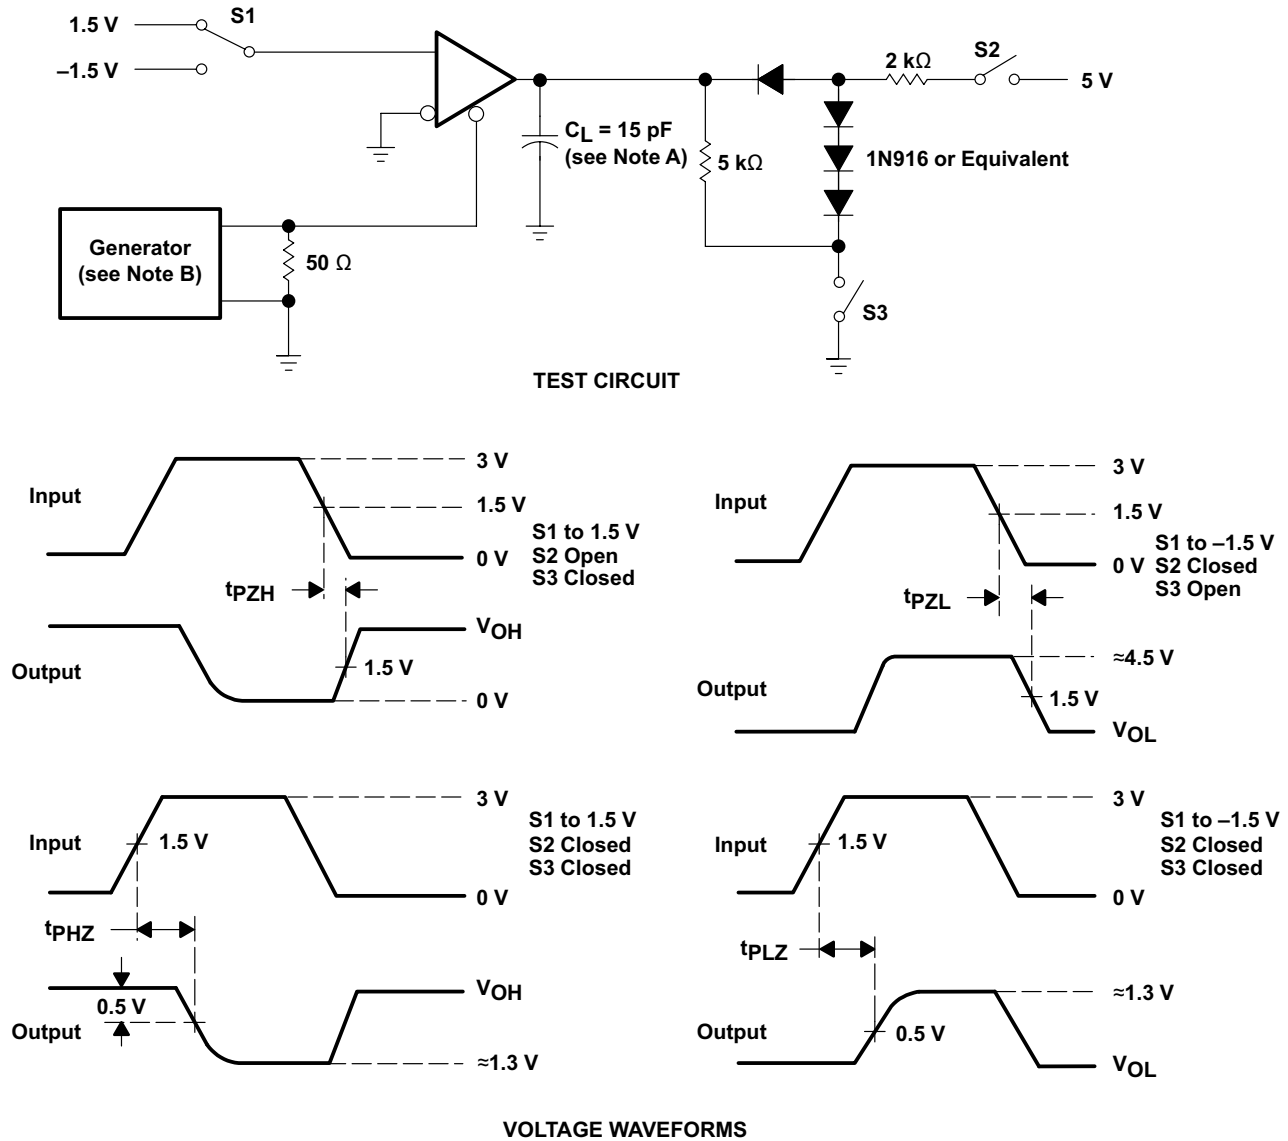 1.5 V
S1
–1.5 V
S2
2 kΩ
5 V
CL = 15 pF
(see Note A)
5 kΩ
1N916 or Equivalent
Generator
(see Note B)
50 Ω
S3
TEST CIRCUIT
Input
3 V
1.5 V
0 V
S1 to 1.5 V
S2 Open
S3 Closed
tPZH
Output
VOH
1.5 V
0 V
Input
3 V
1.5 V
0 V
S1 to –1.5 V
S2 Closed
S3 Open
tPZL
Output
≈4.5 V
1.5 V
VOL
Input
3 V
1.5 V
0 V
S1 to 1.5 V
S2 Closed
S3 Closed
tPHZ
Output
0.5 V
VOH
≈1.3 V
Input
3 V
1.5 V
0 V
S1 to –1.5 V
S2 Closed
S3 Closed
tPLZ
Output
≈1.3 V
0.5 V
VOL
VOLTAGE WAVEFORMS